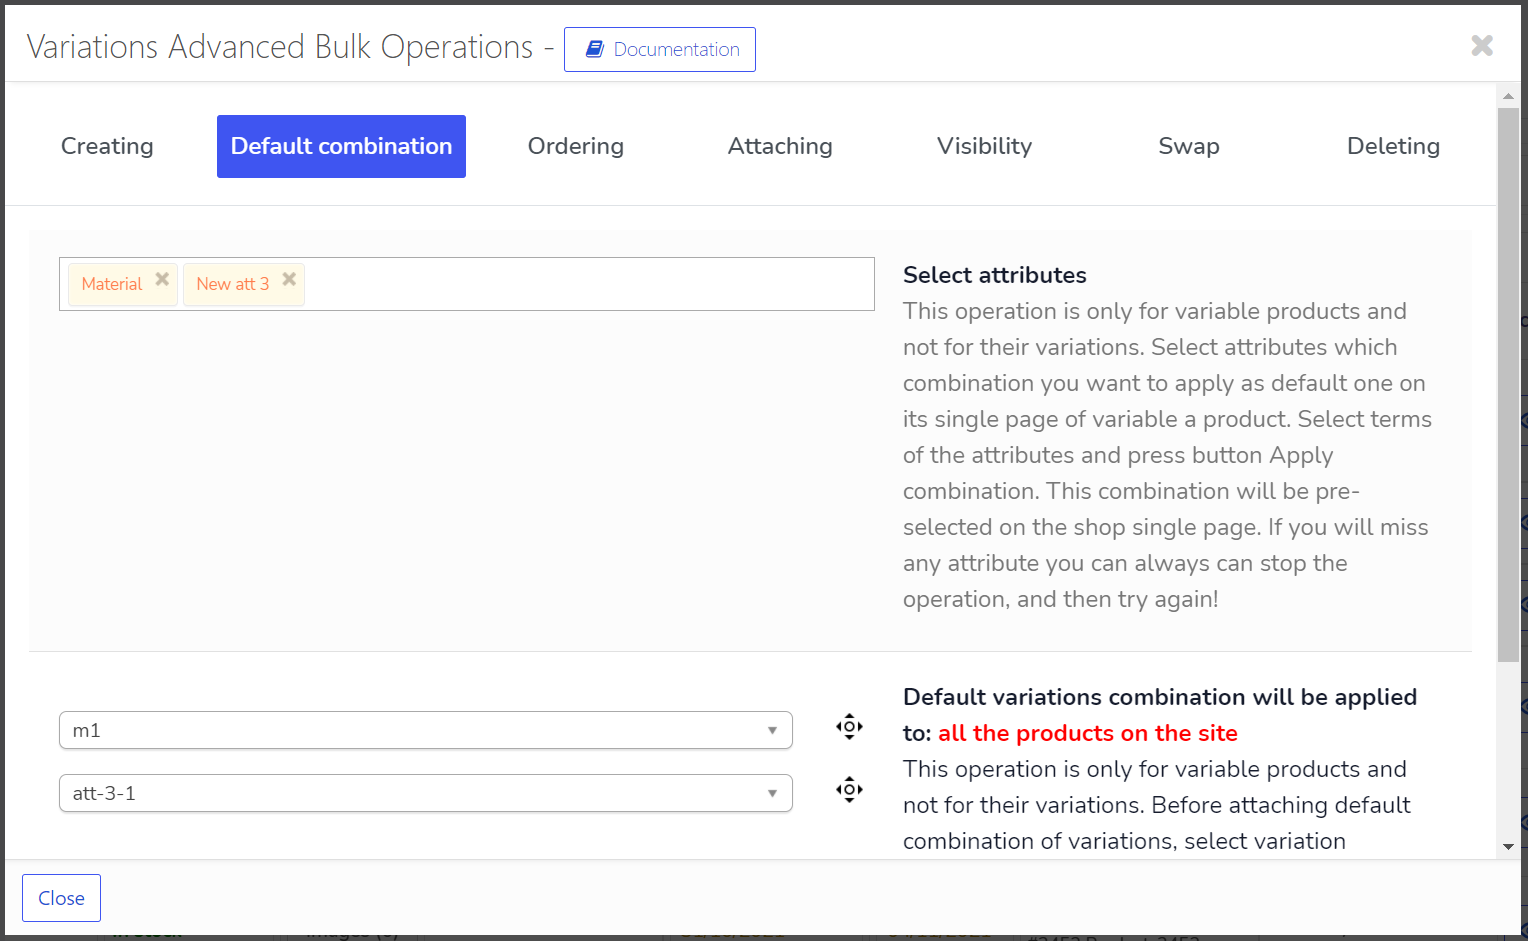 Variations Advanced Bulk Operations - Documentation
Creating Default combination Ordering Attaching Visibility Swap Deleting
Material New att 3
Select attributes
This operation is only for variable products and
not for their variations. Select attributes which
combination you want to apply as default one on
its single page of variable a product. Select terms
of the attributes and press button Apply
combination. This combination will be pre-
selected on the shop single page. If you will miss
any attribute you can always can stop the
operation, and then try again!
m1
att-3-1
Default variations combination will be applied
to: all the products on the site
This operation is only for variable products and
not for their variations. Before attaching default
combination of variations, select variation
Close